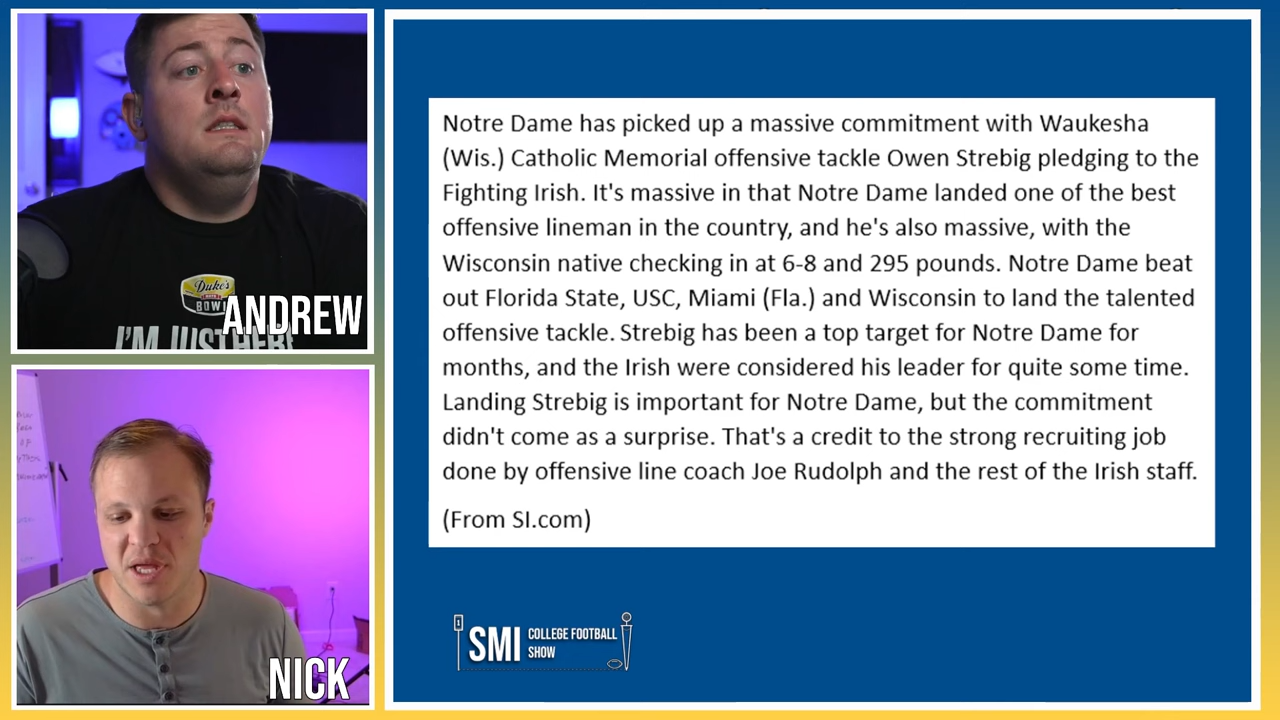 Duke's
BOWL
I'M JUST HERE
ANDREW
NICK
Notre Dame has picked up a massive commitment with Waukesha
(Wis.) Catholic Memorial offensive tackle Owen Strebig pledging to the
Fighting Irish. It's massive in that Notre Dame landed one of the best
offensive lineman in the country, and he's also massive, with the
Wisconsin native checking in at 6-8 and 295 pounds. Notre Dame beat
out Florida State, USC, Miami (Fla.) and Wisconsin to land the talented
offensive tackle. Strebig has been a top target for Notre Dame for
months, and the Irish were considered his leader for quite some time.
Landing Strebig is important for Notre Dame, but the commitment
didn't come as a surprise. That's a credit to the strong recruiting job
done by offensive line coach Joe Rudolph and the rest of the Irish staff.
(From SI.com)
SMI COLLEGE FOOTBALL
SHOW